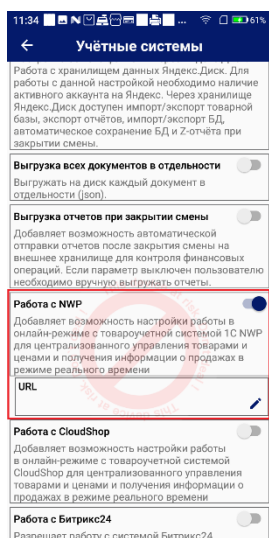 11:34
61%
Учётные системы
Работа с хранилищем данных Яндекс.Диск. Для
работы с данной настройкой необходимо наличие
активного аккаунта на Яндекс. Через хранилище
Яндекс.Диск доступен импорт/экспорт товарной
базы, экспорт отчётов, импорт/экспорт БД,
автоматическое сохранение БД и Z-отчёта при
закрытии смены.
Выгрузка всех документов в отдельности
Выгружать на диск каждый документ в
отдельности (json).
Выгрузка отчетов при закрытии смены
Добавляет возможность автоматической
отправки отчетов после закрытия смены на
внешнее хранилище для контроля финансовых
операций. Если параметр выключен пользователю
необходимо вручную выгружать отчеты.
Работа с NWP
Добавляет возможность настройки работы в
онлайн-режиме с товароучетной системой 1С NWP
для централизованного управления товарами и
ценами и получения информации о продажах в
режиме реального времени
URL
Работа с CloudShop
Добавляет возможность настройки работы
в онлайн-режиме с товароучетной системой
CloudShop для централизованного управления
товарами и ценами и получения информации о
продажах в режиме реального времени
Работа с Битрикс24
Разрешает работу с системой Битрикс24